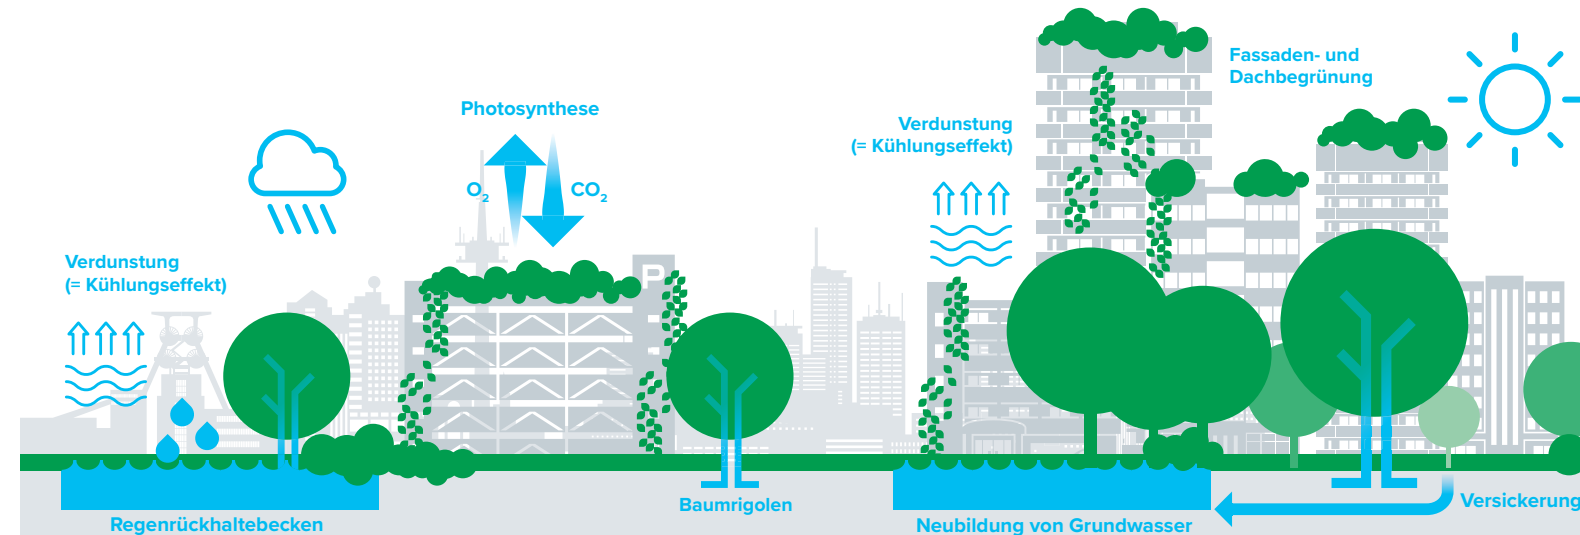 Fassaden- und
Dachbegrünung
Photosynthese
Verdunstung
(= Kühlungseffekt)
O₂
CO₂
Verdunstung
(= Kühlungseffekt)
P
Baumrigolen
Versickerung
Regenrückhaltebecken
Neubildung von Grundwasser